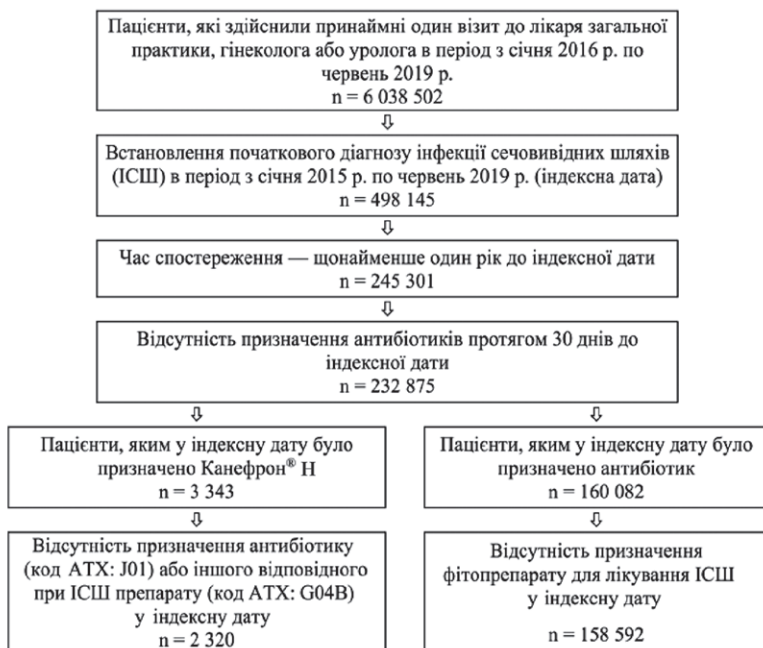 Пацієнти, які здійснили принаймні один візит до лікаря загальної
практики, гінеколога або уролога в період з січня 2016 р. по
червень 2019 р.
n = 6 038 502
Встановлення початкового діагнозу інфекції сечовивідних шляхів
(ІСШ) в період з січня 2015 р. по червень 2019 р. (індексна дата)
n = 498 145
Час спостереження — щонайменше один рік до індексної дати
n = 245 301
Відсутність призначення антибіотиків протягом 30 днів до
індексної дати
n = 232 875
Пацієнти, яким у індексну дату було
призначено Канефрон® Н
n = 3 343
Пацієнти, яким у індексну дату було
призначено антибіотик
n = 160 082
Відсутність призначення антибіотику
(код АТХ: J01) або іншого відповідного
при ІСШ препарату (код АТХ: G04B)
у індексну дату
n = 2 320
Відсутність призначення
фітопрепарату для лікування ІСШ
у індексну дату
n = 158 592